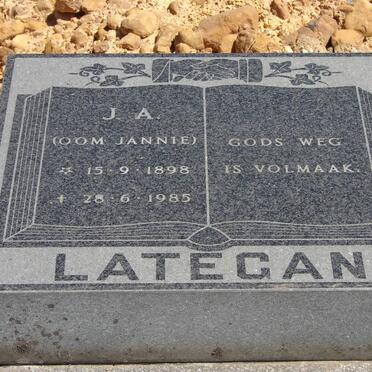 J. A.
(OOM JANNIE)
☆ 15·9·1898
† 28·6·1985
GODS WEG
IS VOLMAAK.
LATEGAN